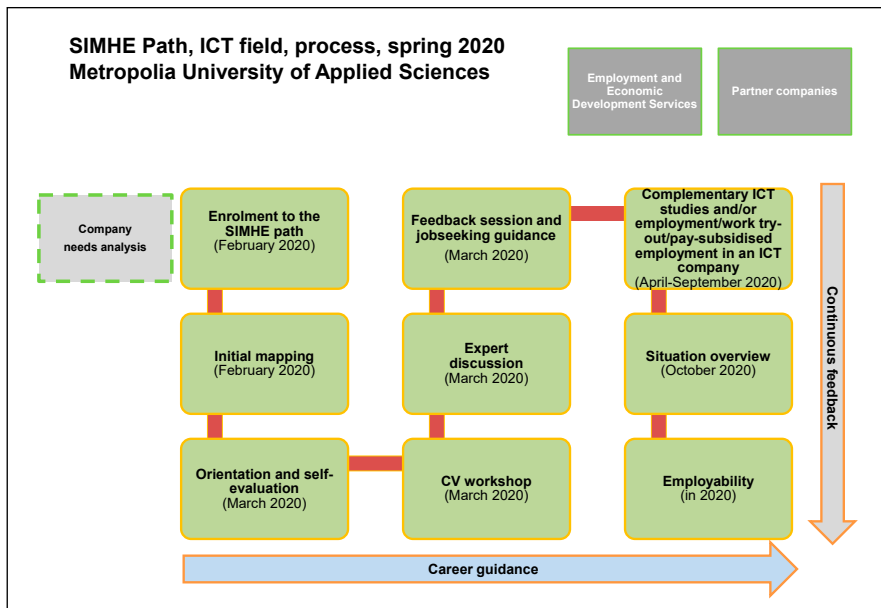 SIMHE Path, ICT field, process, spring 2020
Metropolia University of Applied Sciences
Employment and
Economic
Development Services
Partner companies
Company
needs analysis
Enrolment to the
SIMHE path
(February 2020)
Initial mapping
(February 2020)
Orientation and self-
evaluation
(March 2020)
CV workshop
(March 2020)
Expert
discussion
(March 2020)
Feedback session and
jobseeking guidance
(March 2020)
Complementary ICT
studies and/or
employment/work try-
out/pay-subsidised
employment in an ICT
company
(April-September 2020)
Situation overview
(October 2020)
Employability
(in 2020)
Continuous feedback
Career guidance